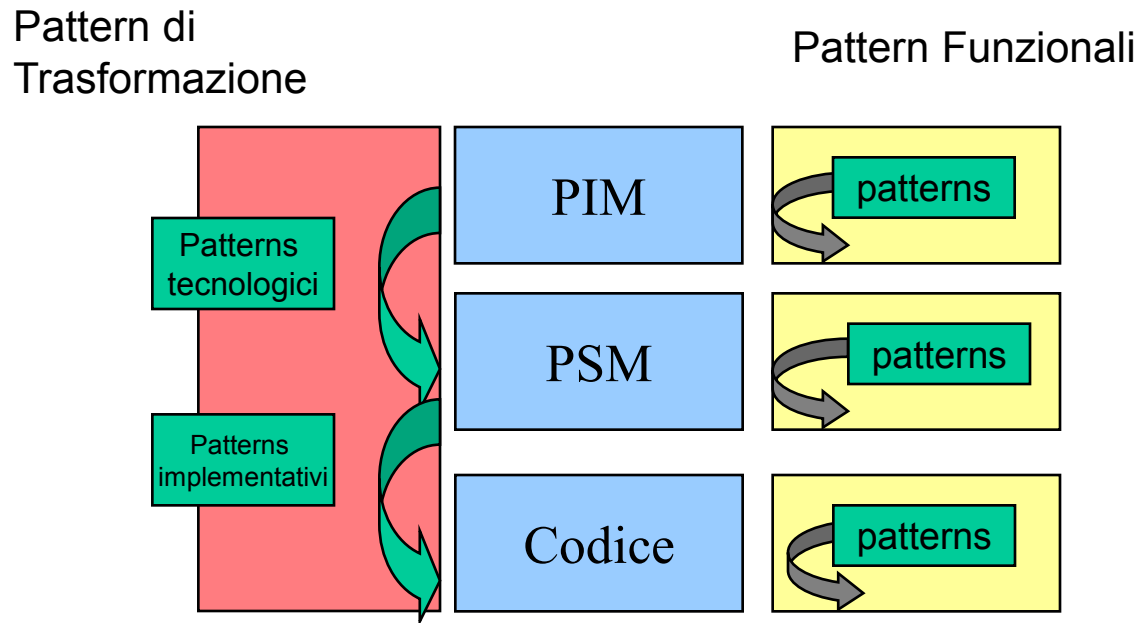 Pattern di
Trasformazione
Pattern Funzionali
PIM
patterns
Patterns
tecnologici
PSM
patterns
Patterns
implementativi
Codice
patterns